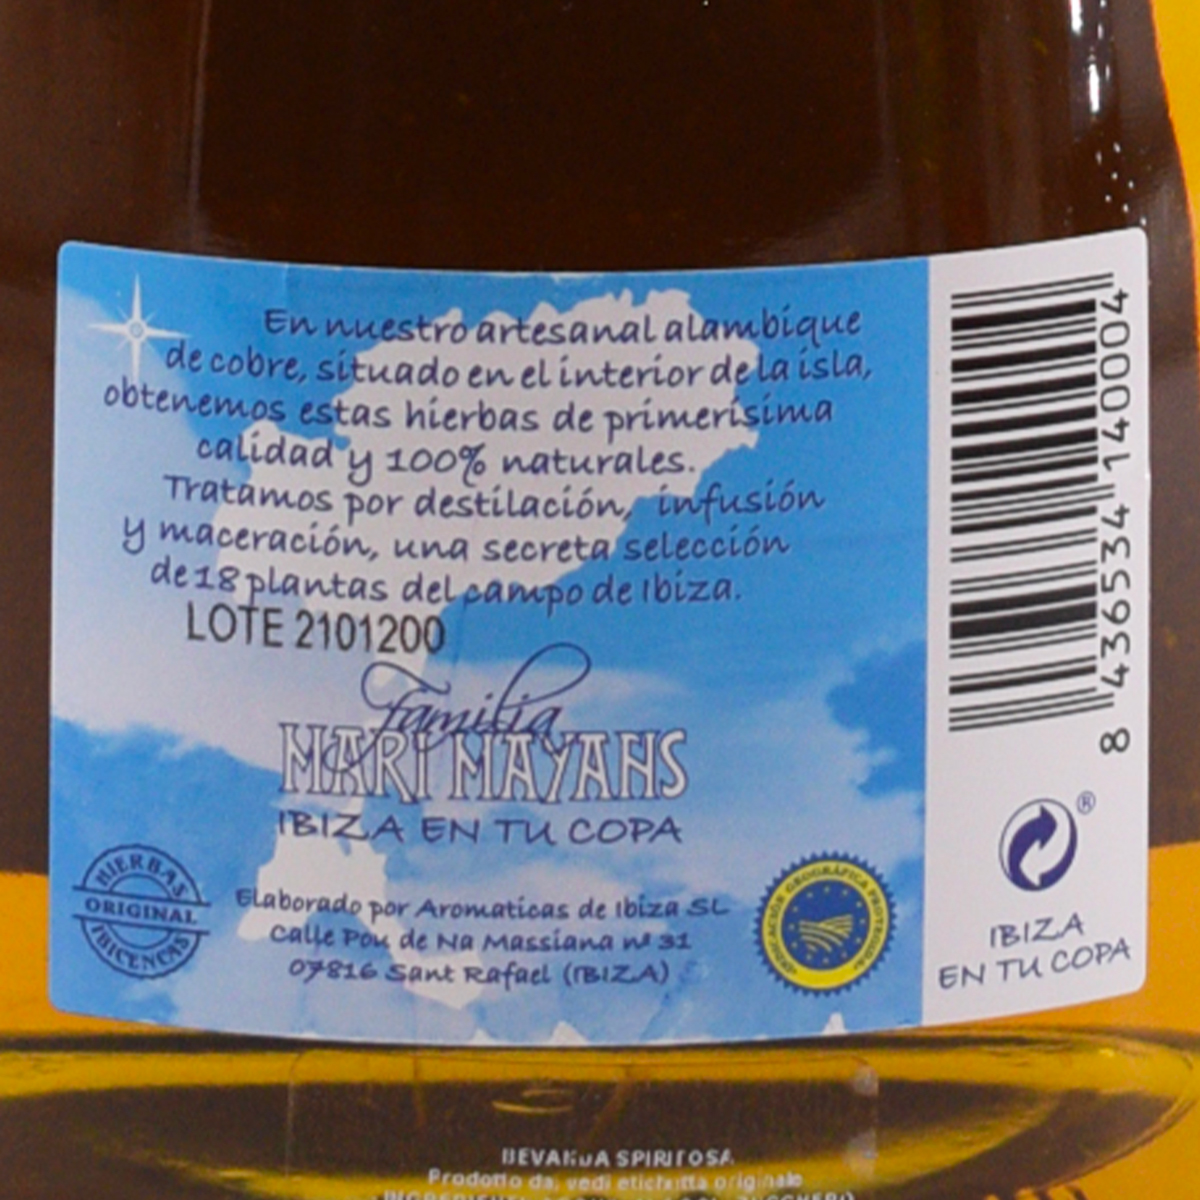 En nuestro artesanal alambique
de cobre, situado en el interior de la isla,
obtenemos estas hierbas de primerísima
calidad y 100% naturales.
Tratamos por destilación, infusión
y maceración, una secreta selección
de 18 plantas del campo de Ibiza.
LOTE 2101200
Familia
MARI MAYANS
IBIZA EN TU COPA
HIERBAS
ORIGINAL
IBICENCAS
Elaborado por Aromaticas de Ibiza SL
Calle Pou de Na Massiana nº 31
07816 Sant Rafael (IBIZA)
INDICACIÓN GEOGRÁFICA PROTEGIDA
8 436534 140004
®
IBIZA
EN TU COPA
BEVANDA SPIRITOSA
Prodotto da, vedi etichetta originale